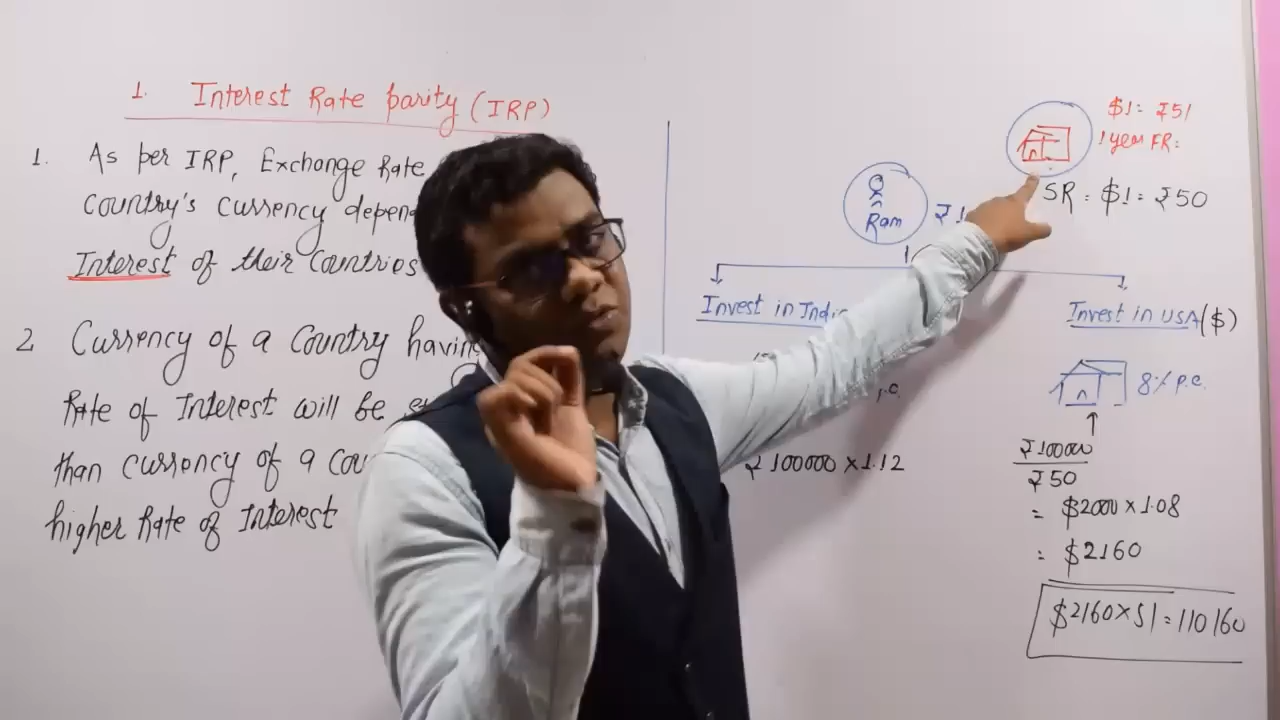 1. Interest Rate parity (IRP)
1. As per IRP, Exchange Rate
Country's currency depen
Interest of their Countries
2 Currency of a Country havin
Rate of Interest will be
than currency of a cou
higher Rate of Interest
$1 = ₹51
1 year FR:
SR = $1 = ₹50
Ram ₹1
Invest in Indi
₹100000 × 1.12
Invest in USA ($)
8% p.c.
₹100000
₹50
= $2000 × 1.08
= $2160
$2160 × 51 = 110160